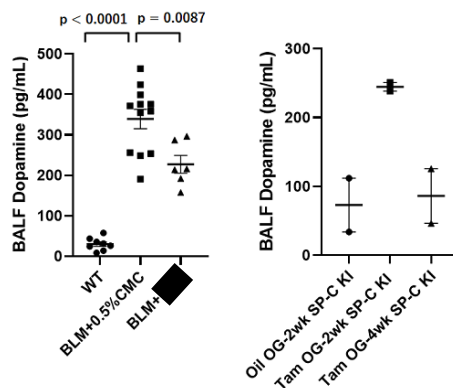 p < 0.0001 p = 0.0087
BALF Dopamine (pg/mL)
500
400
300
200
100
0
WT
BLM+0.5%CMC
BLM+
BALF Dopamine (pg/mL)
300
200
100
0
Oil OG-2wk SP-C KI
Tam OG-2wk SP-C KI
Tam OG-4wk SP-C KI